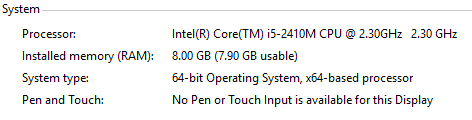 System
Processor: Intel(R) Core(TM) i5-2410M CPU @ 2.30GHz 2.30 GHz
Installed memory (RAM): 8.00 GB (7.90 GB usable)
System type: 64-bit Operating System, x64-based processor
Pen and Touch: No Pen or Touch Input is available for this Display